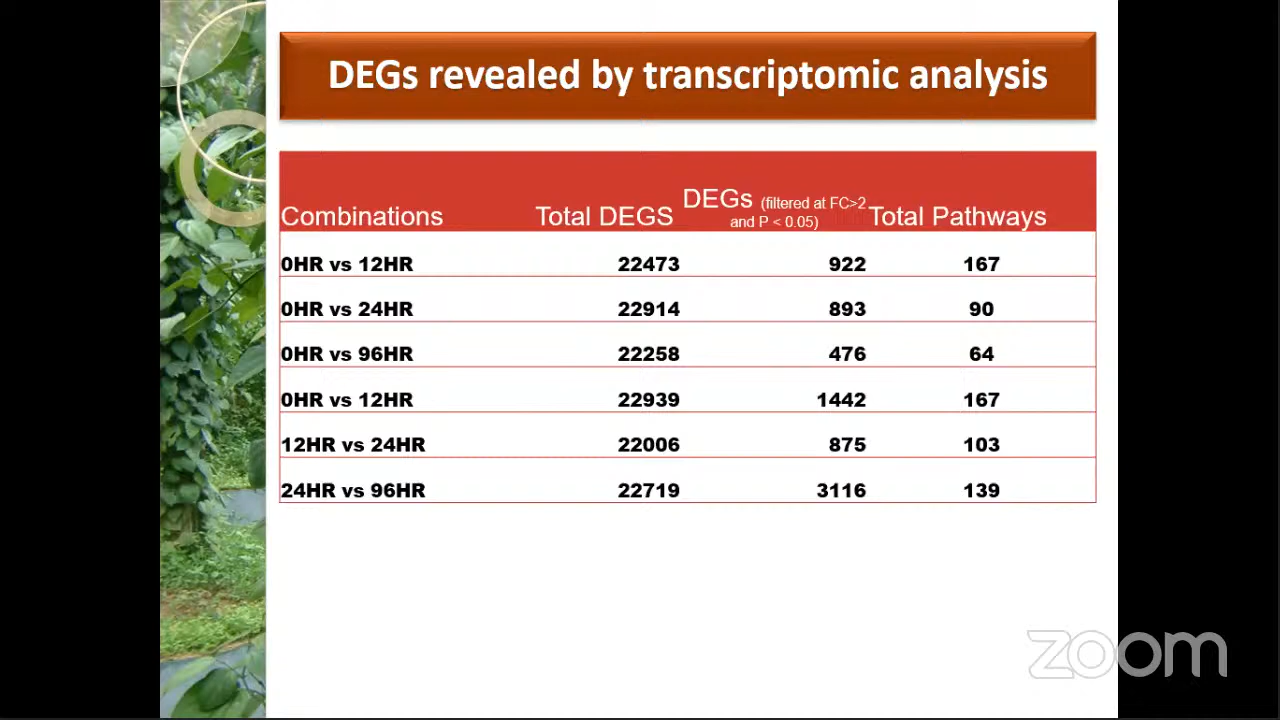 DEGs revealed by transcriptomic analysis
Combinations Total DEGS DEGs (filtered at FC>2 and P < 0.05) Total Pathways
0HR vs 12HR 22473 922 167
0HR vs 24HR 22914 893 90
0HR vs 96HR 22258 476 64
0HR vs 12HR 22939 1442 167
12HR vs 24HR 22006 875 103
24HR vs 96HR 22719 3116 139
zoom